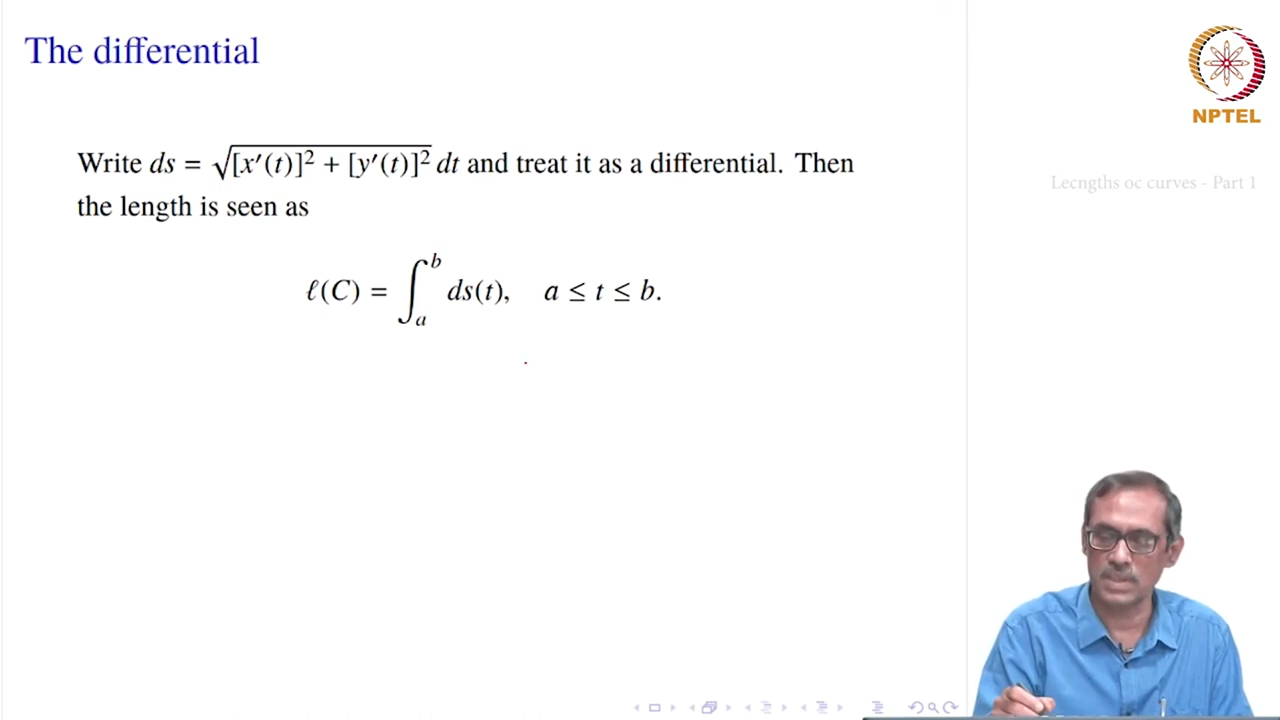 The differential
NPTEL
Write ds = √[x′(t)]² + [y′(t)]² dt and treat it as a differential. Then
the length is seen as
Lecngths oc curves - Part 1
ℓ(C) = ∫_a^b ds(t), a ≤ t ≤ b.